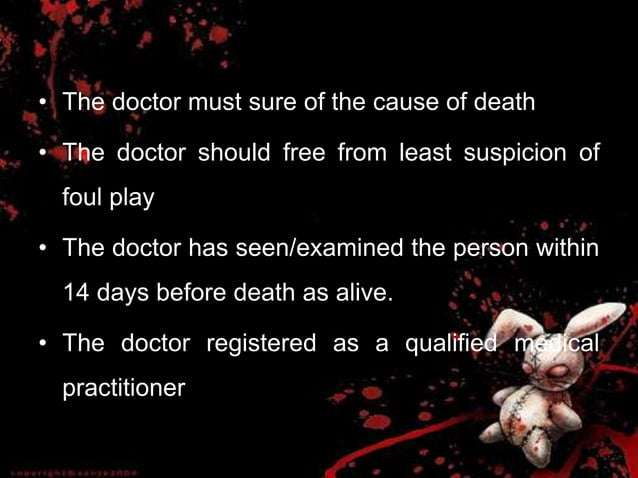 • The doctor must sure of the cause of death
• The doctor should free from least suspicion of
foul play
• The doctor has seen/examined the person within
14 days before death as alive.
• The doctor registered as a qualified medical
practitioner